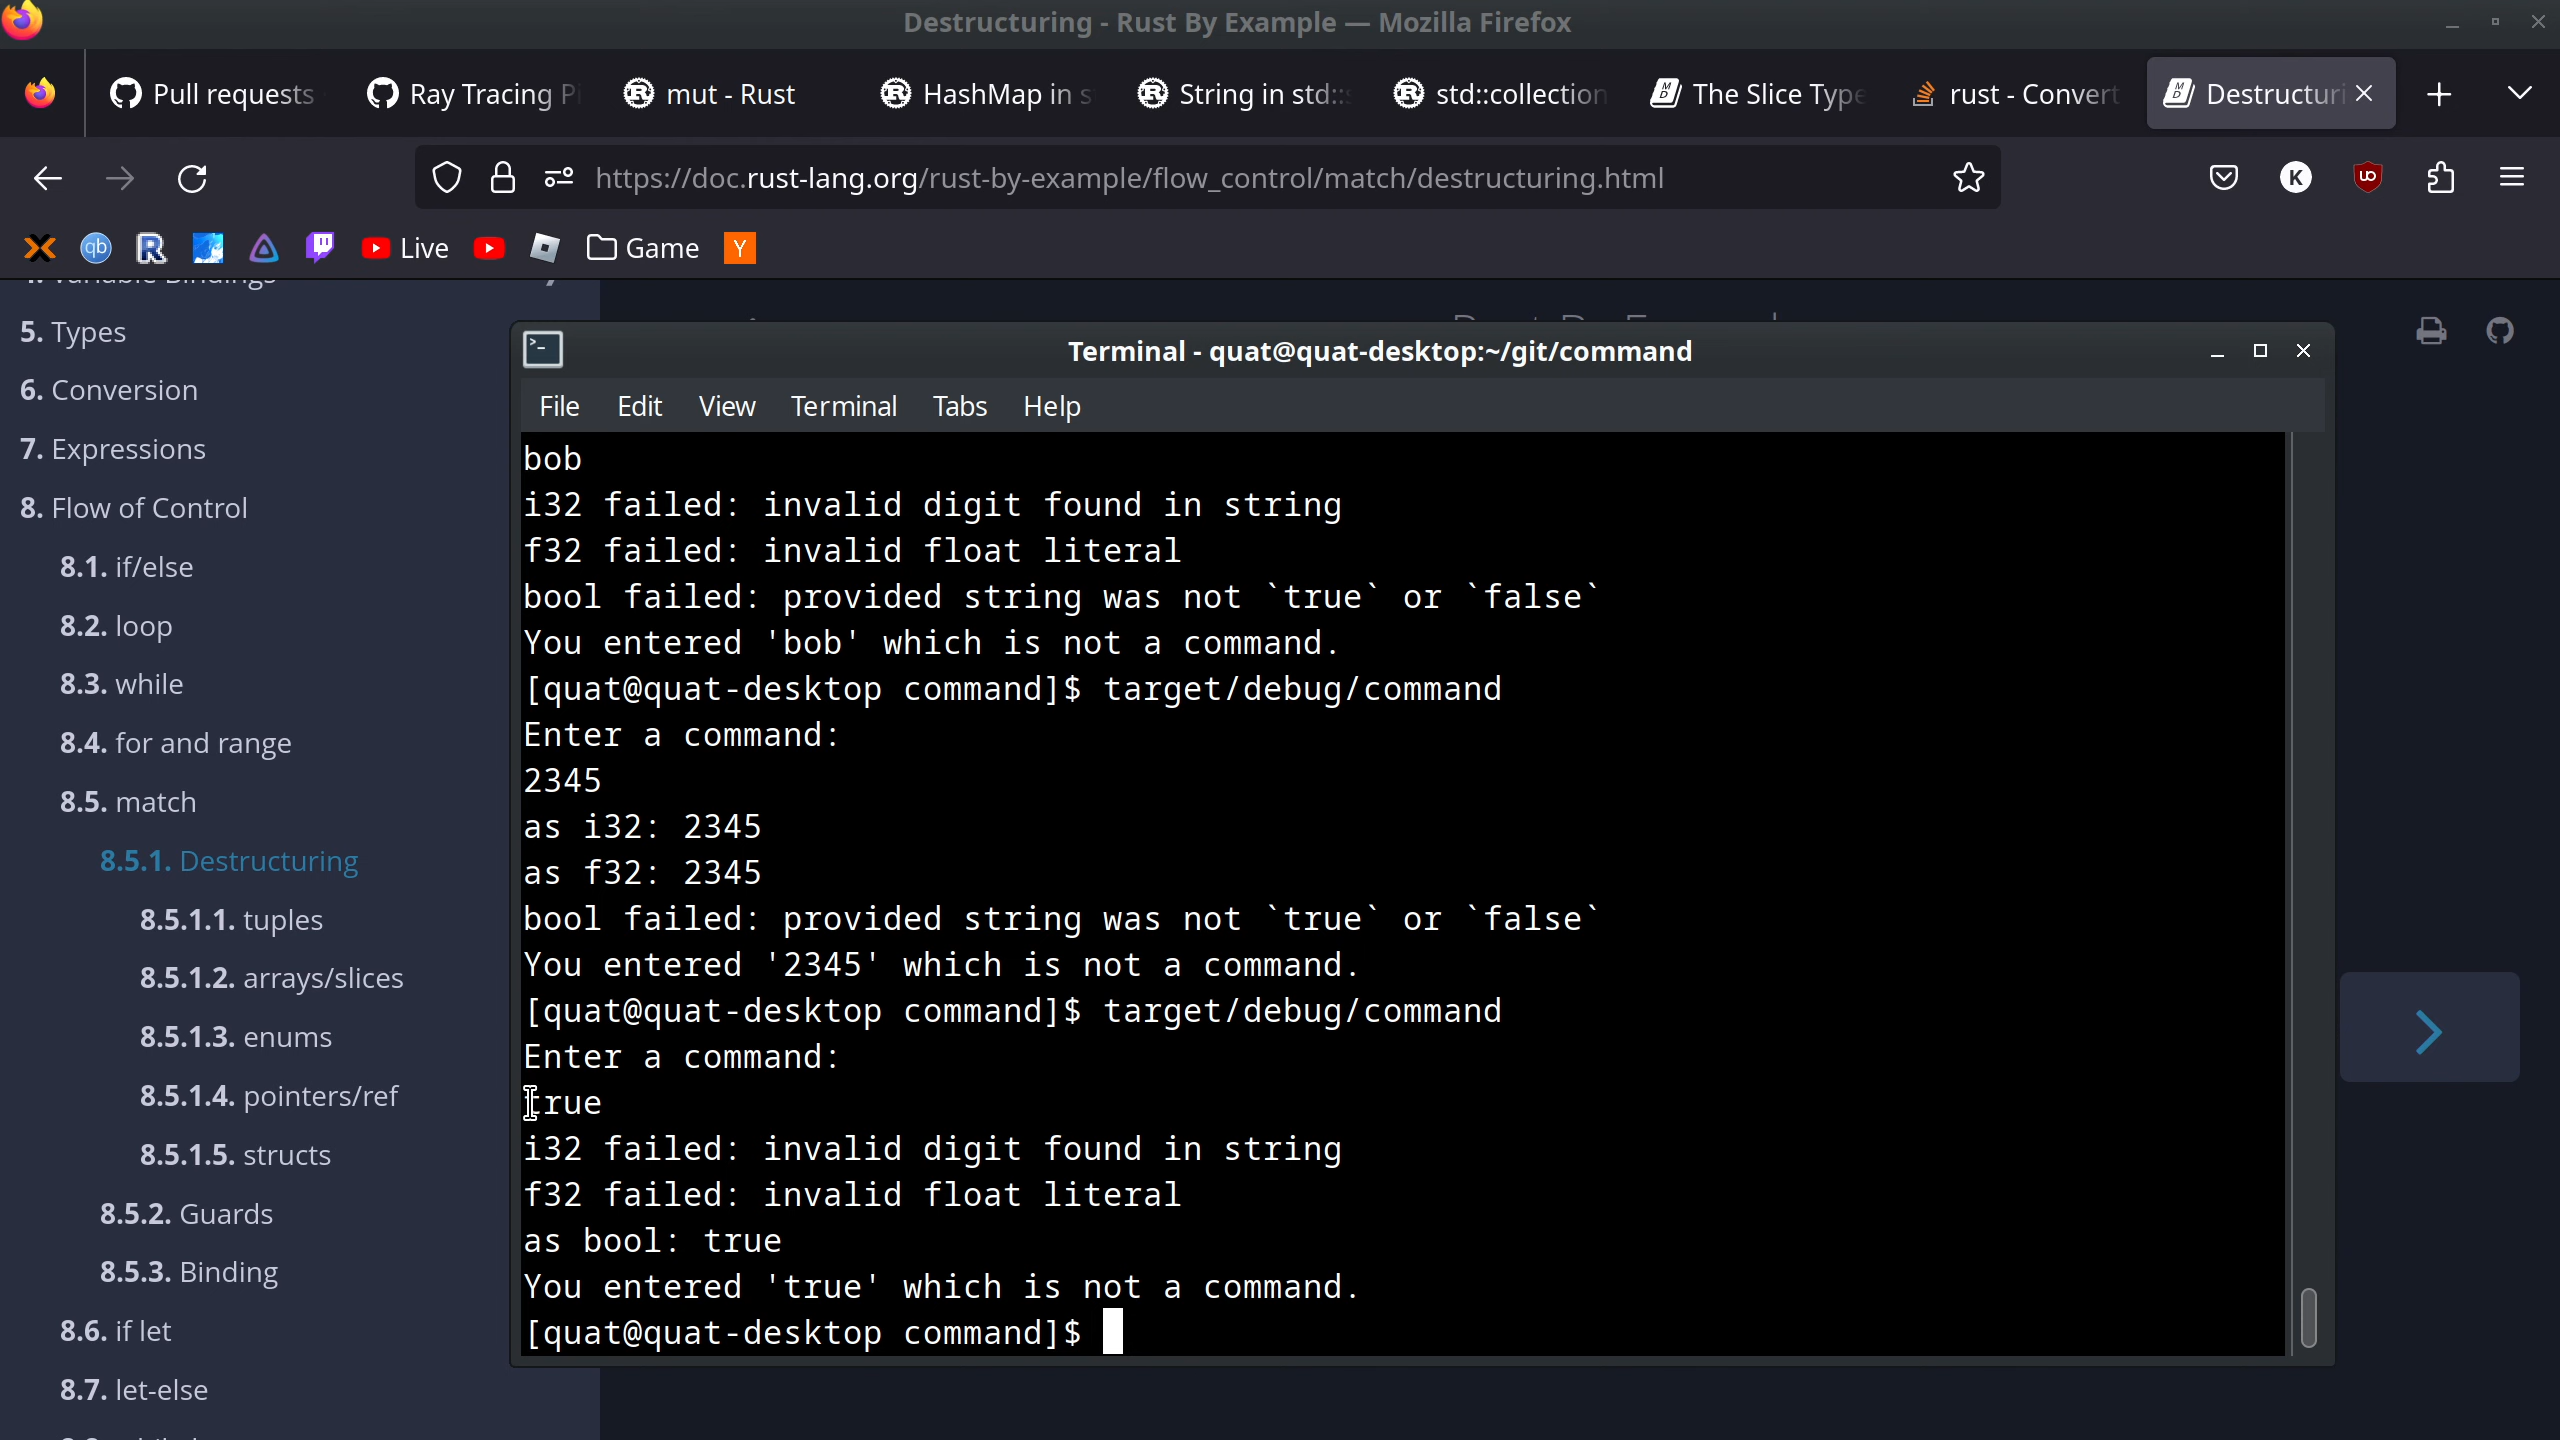 Destructuring - Rust By Example — Mozilla Firefox
Pull requests
Ray Tracing
mut - Rust
HashMap in
String in std::
std::collection
The Slice Type
rust - Convert
Destructuri
https://doc.rust-lang.org/rust-by-example/flow_control/match/destructuring.html
K
qb
R
Live
Game
Y
5. Types
6. Conversion
7. Expressions
8. Flow of Control
8.1. if/else
8.2. loop
8.3. while
8.4. for and range
8.5. match
8.5.1. Destructuring
8.5.1.1. tuples
8.5.1.2. arrays/slices
8.5.1.3. enums
8.5.1.4. pointers/ref
8.5.1.5. structs
8.5.2. Guards
8.5.3. Binding
8.6. if let
8.7. let-else
Terminal - quat@quat-desktop:~/git/command
File Edit View Terminal Tabs Help
bob
i32 failed: invalid digit found in string
f32 failed: invalid float literal
bool failed: provided string was not `true` or `false`
You entered 'bob' which is not a command.
[quat@quat-desktop command]$ target/debug/command
Enter a command:
2345
as i32: 2345
as f32: 2345
bool failed: provided string was not `true` or `false`
You entered '2345' which is not a command.
[quat@quat-desktop command]$ target/debug/command
Enter a command:
true
i32 failed: invalid digit found in string
f32 failed: invalid float literal
as bool: true
You entered 'true' which is not a command.
[quat@quat-desktop command]$